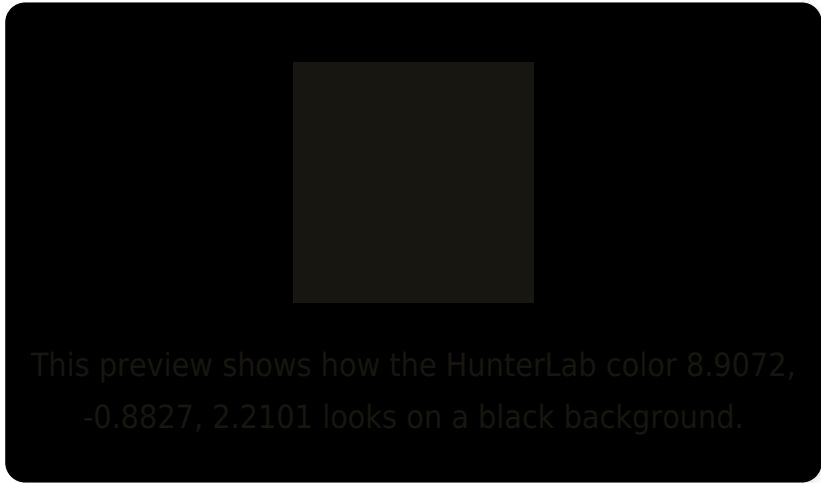 This preview shows how the HunterLab color 8.9072,
-0.8827, 2.2101 looks on a black background.